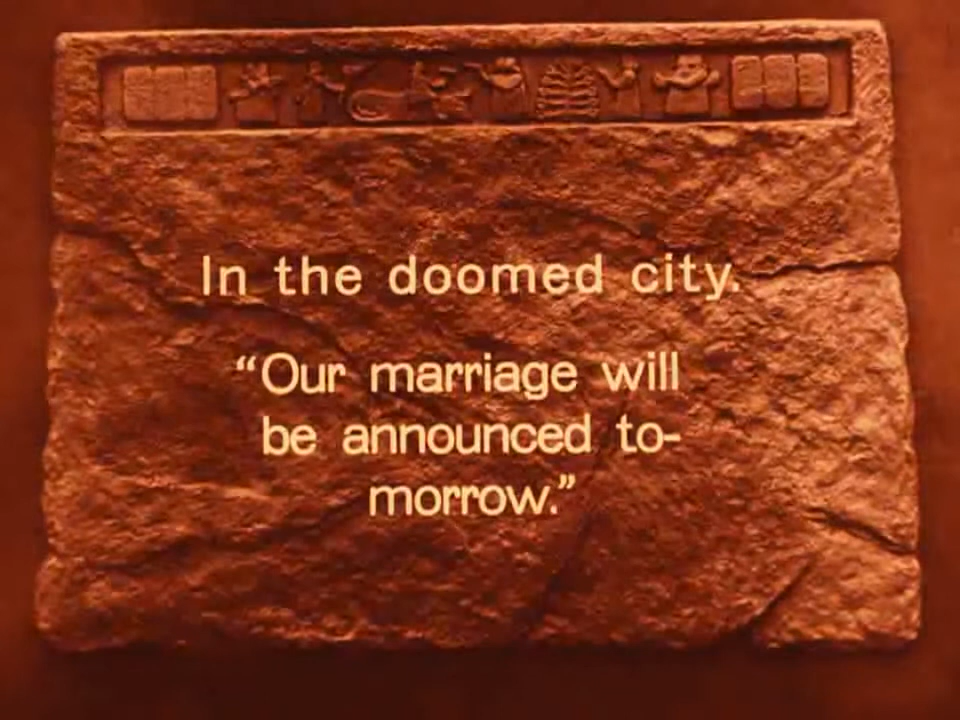 In the doomed city.
“Our marriage will
be announced to-
morrow.”